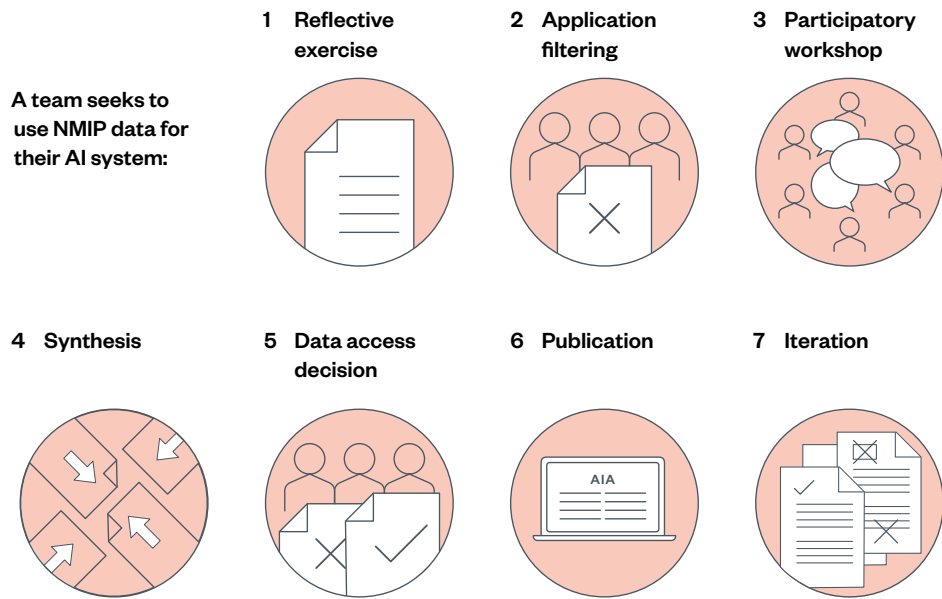 A team seeks to
use NMIP data for
their AI system:
1 Reflective
exercise
2 Application
filtering
3 Participatory
workshop
4 Synthesis
5 Data access
decision
6 Publication
AIA
7 Iteration